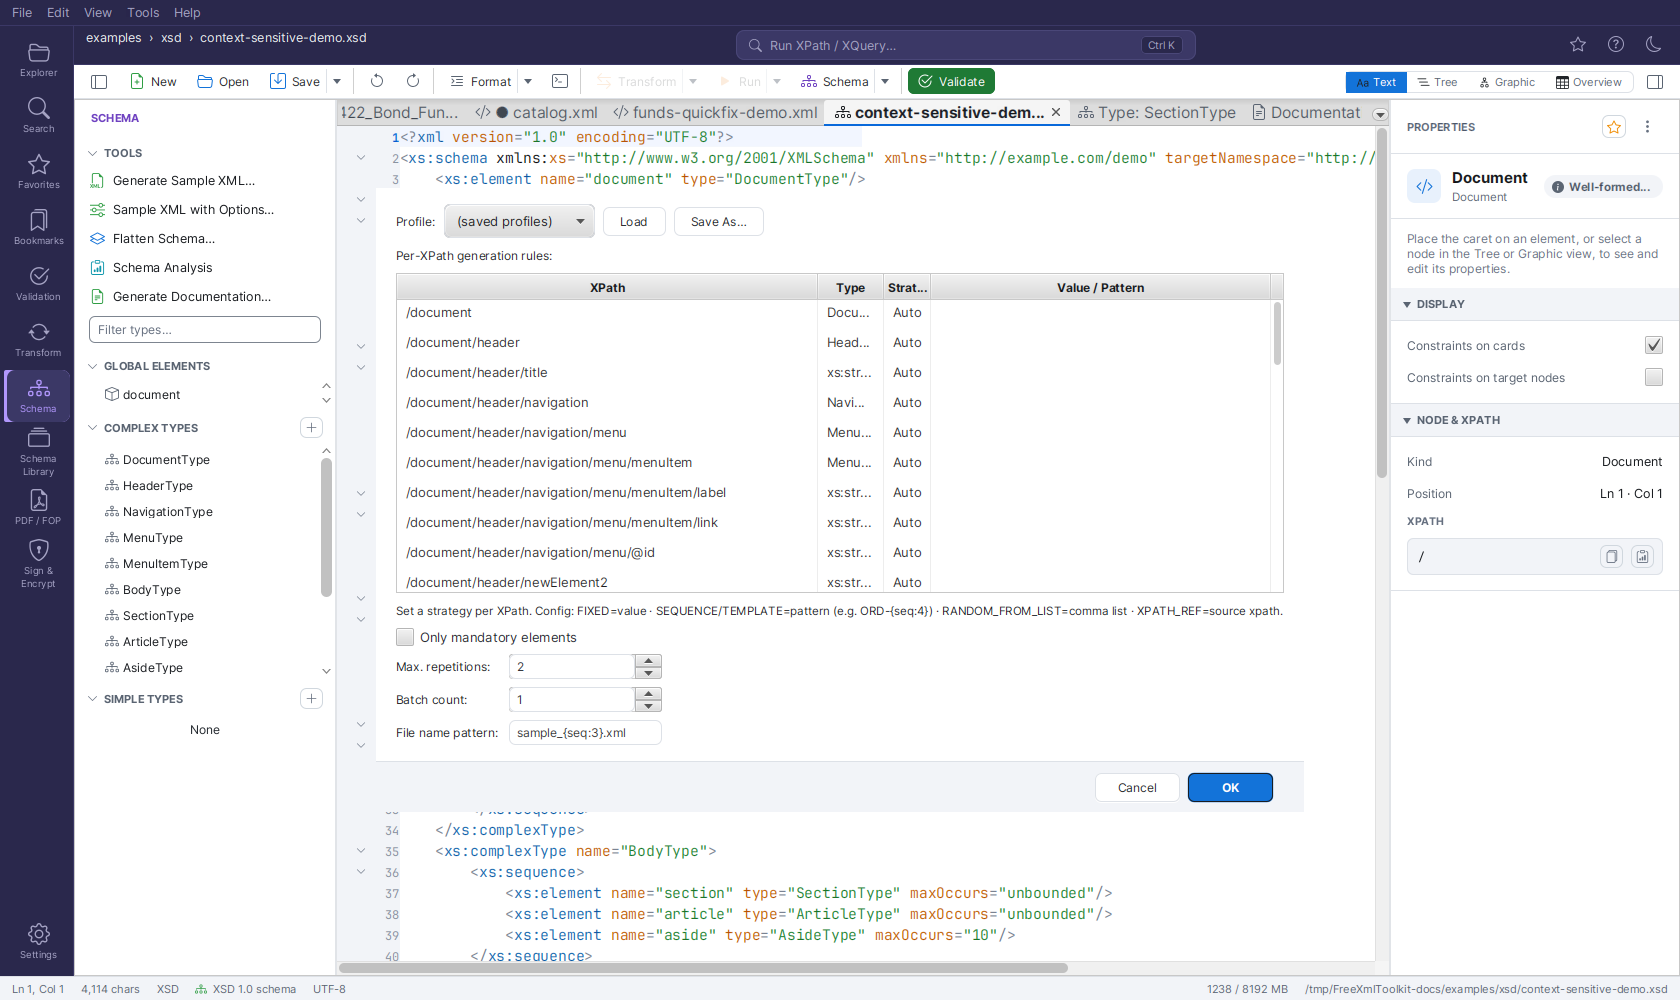 File Edit View Tools Help
examples › xsd › context-sensitive-demo.xsd
Run XPath / XQuery... Ctrl K
New Open Save Format Transform Run Schema Validate
Aa Text Tree Graphic Overview
Explorer
Search
Favorites
Bookmarks
Validation
Transform
Schema
Schema
Library
PDF / FOP
Sign &
Encrypt
Settings
SCHEMA
TOOLS
Generate Sample XML...
Sample XML with Options...
Flatten Schema...
Schema Analysis
Generate Documentation...
Filter types...
GLOBAL ELEMENTS
document
COMPLEX TYPES
DocumentType
HeaderType
NavigationType
MenuType
MenuItemType
BodyType
SectionType
ArticleType
AsideType
SIMPLE TYPES
None
422_Bond_Fun... catalog.xml funds-quickfix-demo.xml context-sensitive-dem... Type: SectionType Documentat
1 <?xml version="1.0" encoding="UTF-8"?>
2 <xs:schema xmlns:xs="http://www.w3.org/2001/XMLSchema" xmlns="http://example.com/demo" targetNamespace="http://
3 <xs:element name="document" type="DocumentType"/>
Profile: (saved profiles) Load Save As...
Per-XPath generation rules:
XPath Type Strat... Value / Pattern
/document Docu... Auto
/document/header Head... Auto
/document/header/title xs:str... Auto
/document/header/navigation Navi... Auto
/document/header/navigation/menu Menu... Auto
/document/header/navigation/menu/menuItem Menu... Auto
/document/header/navigation/menu/menuItem/label xs:str... Auto
/document/header/navigation/menu/menuItem/link xs:str... Auto
/document/header/navigation/menu/@id xs:str... Auto
/document/header/newElement2 xs:str... Auto
Set a strategy per XPath. Config: FIXED=value · SEQUENCE/TEMPLATE=pattern (e.g. ORD-{seq:4}) · RANDOM_FROM_LIST=comma list · XPATH_REF=source xpath.
Only mandatory elements
Max. repetitions: 2
Batch count: 1
File name pattern: sample_{seq:3}.xml
Cancel OK
34 </xs:complexType>
35 <xs:complexType name="BodyType">
36 <xs:sequence>
37 <xs:element name="section" type="SectionType" maxOccurs="unbounded"/>
38 <xs:element name="article" type="ArticleType" maxOccurs="unbounded"/>
39 <xs:element name="aside" type="AsideType" maxOccurs="10"/>
40 </xs:sequence>
PROPERTIES
Document
Document
Well-formed...
Place the caret on an element, or select a
node in the Tree or Graphic view, to see and
edit its properties.
DISPLAY
Constraints on cards
Constraints on target nodes
NODE & XPATH
Kind Document
Position Ln 1 · Col 1
XPATH
/
Ln 1, Col 1 4,114 chars XSD XSD 1.0 schema UTF-8
1238 / 8192 MB /tmp/FreeXmlToolkit-docs/examples/xsd/context-sensitive-demo.xsd